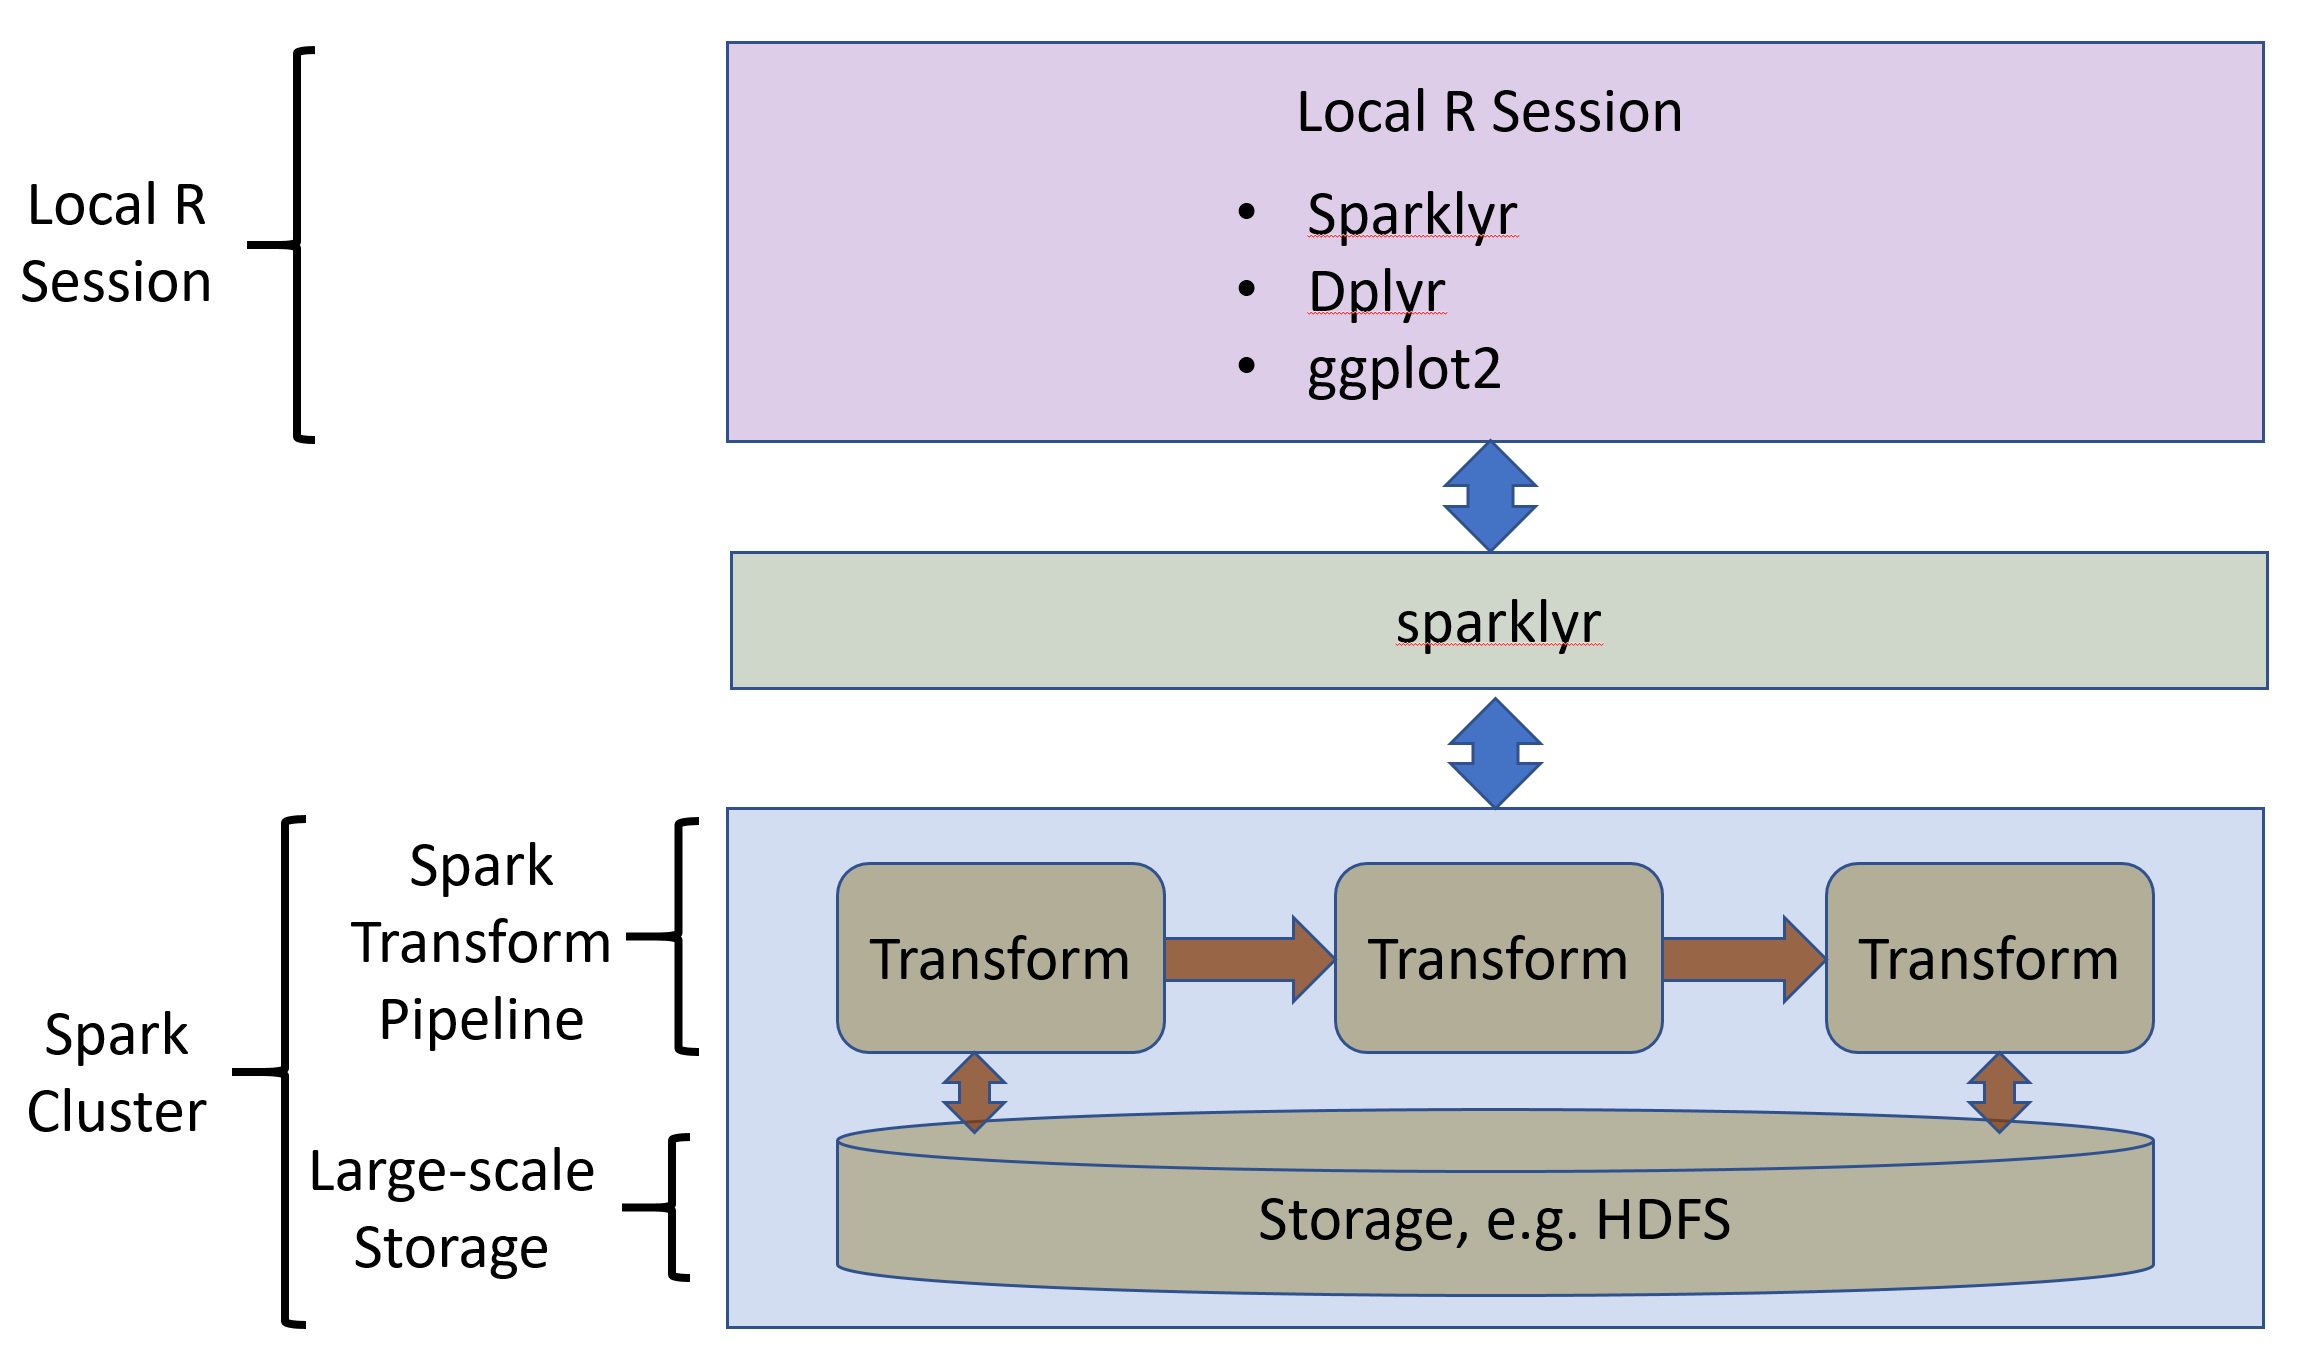 Local R
Session
Local R Session
• Sparklyr
• Dplyr
• ggplot2
sparklyr
Spark
Cluster
Spark
Transform
Pipeline
Large-scale
Storage
Transform
Transform
Transform
Storage, e.g. HDFS